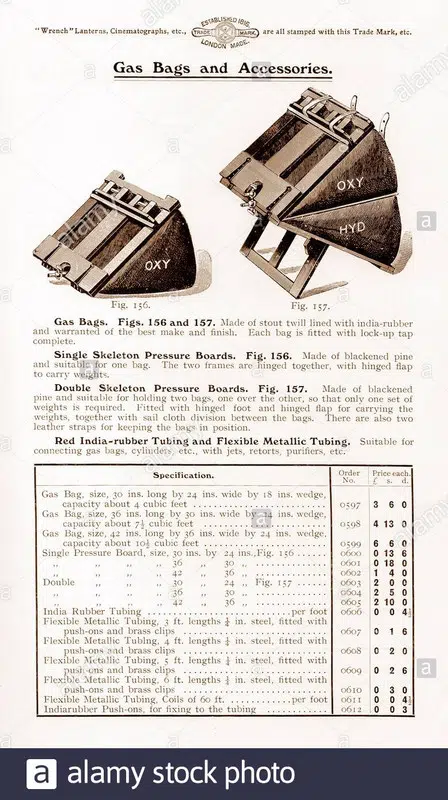 "Wrench" Lanterns, Cinematographs, etc., ESTABLISHED 1816. TRADE MARK. LONDON MADE. are all stamped with this Trade Mark, etc.
Gas Bags and Accessories.
OXY
OXY
HYD
Fig. 156.
Fig. 157.
Gas Bags. Figs. 156 and 157. Made of stout twill lined with india-rubber
and warranted of the best make and finish. Each bag is fitted with lock-up tap
complete.
Single Skeleton Pressure Boards. Fig. 156. Made of blackened pine
and suitable for one bag. The two frames are hinged together, with hinged flap
to carry weights.
Double Skeleton Pressure Boards. Fig. 157. Made of blackened
pine and suitable for holding two bags, one over the other, so that only one set of
weights is required. Fitted with hinged foot and hinged flap for carrying the
weights, together with sail cloth division between the bags. There are also two
leather straps for keeping the bags in position.
Red India-rubber Tubing and Flexible Metallic Tubing. Suitable for
connecting gas bags, cylinders, etc., with jets, retorts, purifiers, etc.
Specification. Order No. Price each. £ s. d.
Gas Bag, size, 30 ins. long by 24 ins. wide by 18 ins. wedge,
capacity about 4 cubic feet 0597 3 6 0
Gas Bag, size, 36 ins. long by 30 ins. wide by 24 ins. wedge,
capacity about 7½ cubic feet 0598 4 13 0
Gas Bag, size, 42 ins. long by 36 ins. wide by 24 ins. wedge,
capacity about 10½ cubic feet 0599 6 6 0
Single Pressure Board, size, 30 ins. by 24 ins., Fig. 156 0600 0 13 6
,, ,, ,, 36 ,, 30 ,, 0601 0 18 0
,, ,, ,, 42 ,, 36 ,, 0602 1 4 0
Double ,, ,, 30 ,, 24 ,, Fig. 157 0603 2 0 0
,, ,, ,, 36 ,, 30 ,, 0604 2 5 0
,, ,, ,, 42 ,, 36 ,, 0605 2 10 0
India Rubber Tubing per foot 0606 0 0 4½
Flexible Metallic Tubing, 3 ft. lengths ¼ in. steel, fitted with
push-ons and brass clips 0607 0 1 6
Flexible Metallic Tubing, 4 ft. lengths ¼ in. steel, fitted with
push-ons and brass clips 0608 0 2 0
Flexible Metallic Tubing, 5 ft. lengths ¼ in. steel, fitted with
push-ons and brass clips 0609 0 2 6
Flexible Metallic Tubing, 6 ft. lengths ¼ in. steel, fitted with
push-ons and brass clips 0610 0 3 0
Flexible Metallic Tubing, Coils of 60 ft. per foot 0611 0 0 4½
Indiarubber Push-ons, for fixing to the tubing 0612 0 0 3
a alamy stock photo